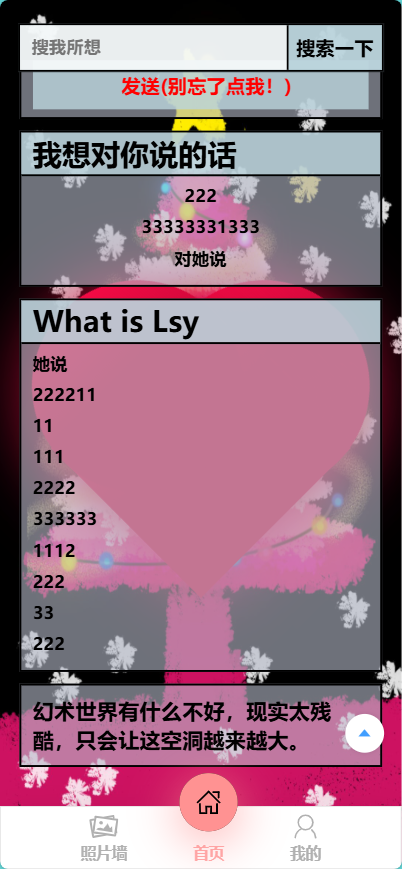 搜我所想
搜索一下
发送(别忘了点我！)
我想对你说的话
222
33333331333
对她说
What is Lsy
她说
222211
11
111
2222
333333
1112
222
33
222
幻术世界有什么不好，现实太残
酷，只会让这空洞越来越大。
照片墙
首页
我的